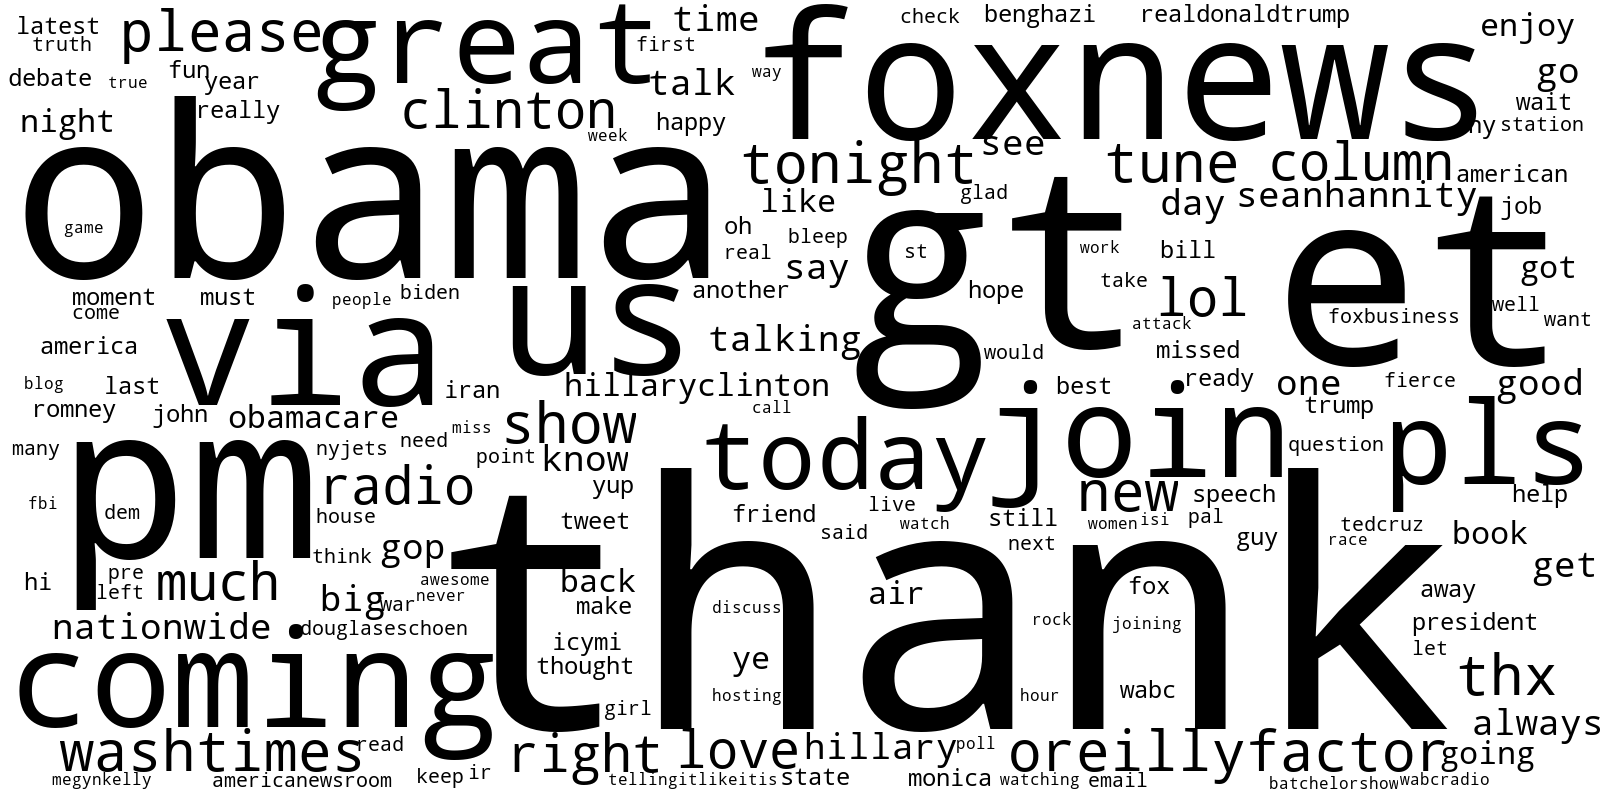 latest
truth
please
great
time
first
foxnews
check
benghazi
realdonaldtrump
enjoy
debate
true
fun
year
talk
way
go
night
really
clinton
week
happy
wait
ny
station
obama
tonight
see
tune
column
american
game
like
glad
day
seanhannity
job
oh
bleep
gt
st
work
bill
et
real
say
take
got
moment
must
people
biden
us
another
hope
lol
well
come
via
attack
foxbusiness
want
america
talking
would
missed
blog
last
iran
hillaryclinton
best
ready
one
fierce
good
romney
john
obamacare
call
trump
show
miss
today
join
pls
many
pm
nyjets
need
point
know
question
radio
yup
new
speech
help
fbi
dem
house
tweet
friend
live
said
watch
still
women
isi
pal
tedcruz
think
gop
thank
next
guy
race
book
hi
pre
left
much
awesome
back
air
fox
get
big
war
never
make
discuss
rock
joining
away
nationwide
douglaseschoen
icymi
president
coming
thought
ye
let
hosting
hour
wabc
thx
girl
always
washtimes
read
right
love
hillary
poll
oreillyfactor
going
megynkelly
americanewsroom
keep
ir
tellingitlikeitis
state
monica
watching
email
batchelorshow
wabcradio